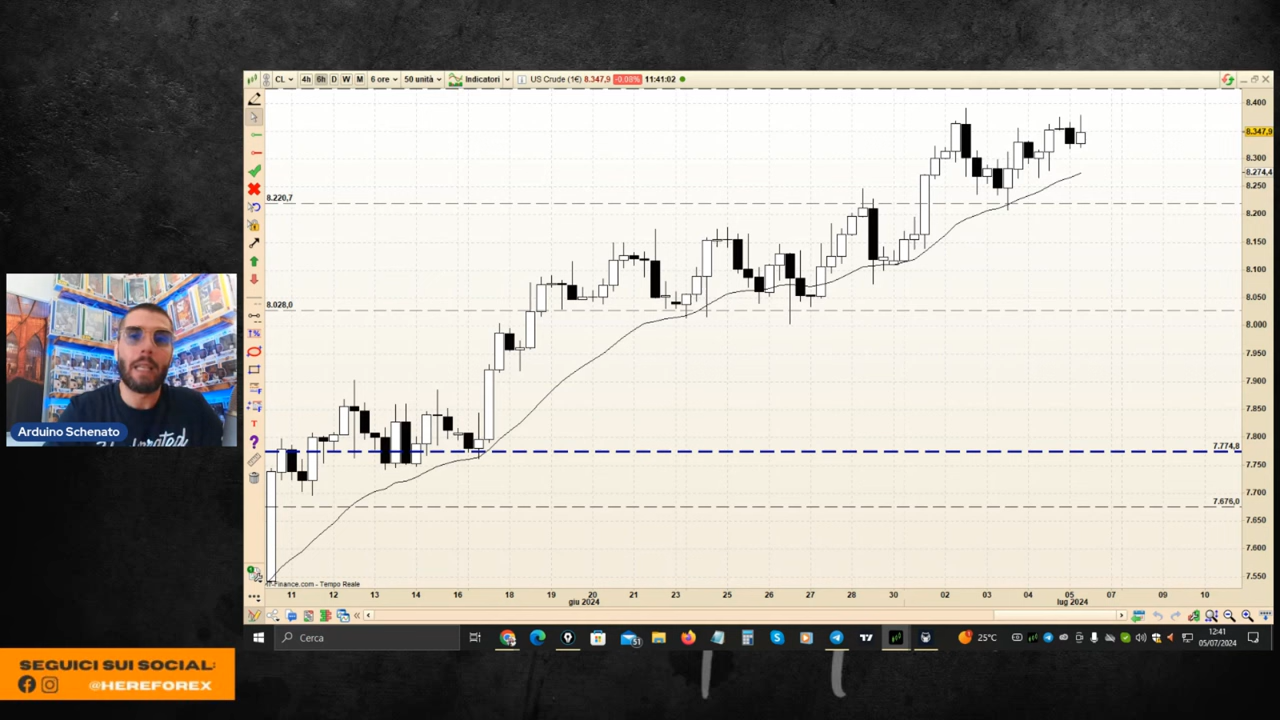 CL 4h 6h D W M 6 ore 50 unità Indicatori US Crude (1€) 8.347,9 -0,08% 11:41:02
8.400
8.347,9
8.300
8.274,4
8.250
8.220,7
8.200
8.150
8.100
8.050
8.028,0
8.000
7.950
7.900
7.850
7.800
7.774,8
7.750
7.700
7.676,0
7.650
7.600
7.550
-Finance.com - Tempo Reale
11 12 13 14 16 18 19 20 21 23 25 26 27 28 30 02 03 04 05 07 09 10
giu 2024 lug 2024
Arduino Schenato
Cerca
51
25°C
12:41
05/07/2024
SEGUICI SUI SOCIAL:
@HEREFOREX